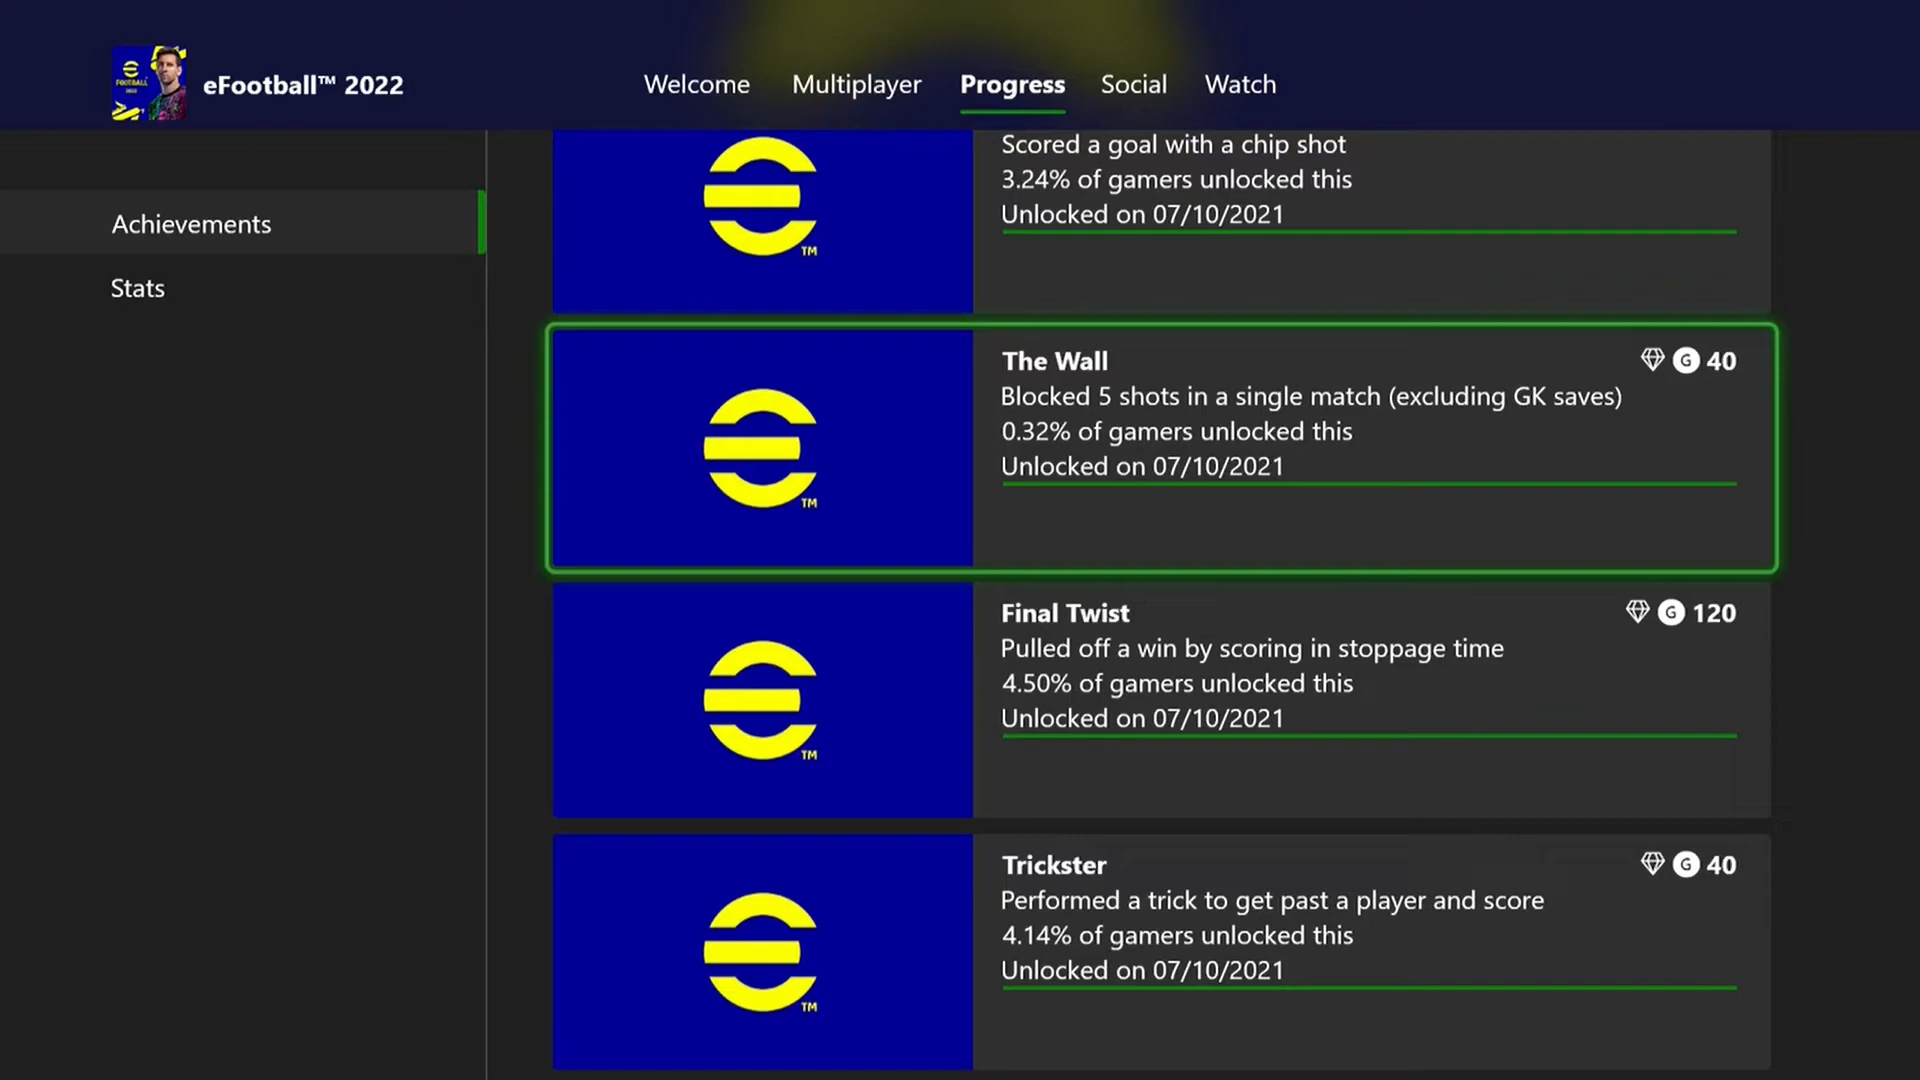 eFootball™ 2022
Welcome
Multiplayer
Progress
Social
Watch
Achievements
Stats
Scored a goal with a chip shot
3.24% of gamers unlocked this
Unlocked on 07/10/2021
TM
The Wall
G 40
Blocked 5 shots in a single match (excluding GK saves)
0.32% of gamers unlocked this
Unlocked on 07/10/2021
TM
Final Twist
G 120
Pulled off a win by scoring in stoppage time
4.50% of gamers unlocked this
Unlocked on 07/10/2021
TM
Trickster
G 40
Performed a trick to get past a player and score
4.14% of gamers unlocked this
Unlocked on 07/10/2021
TM